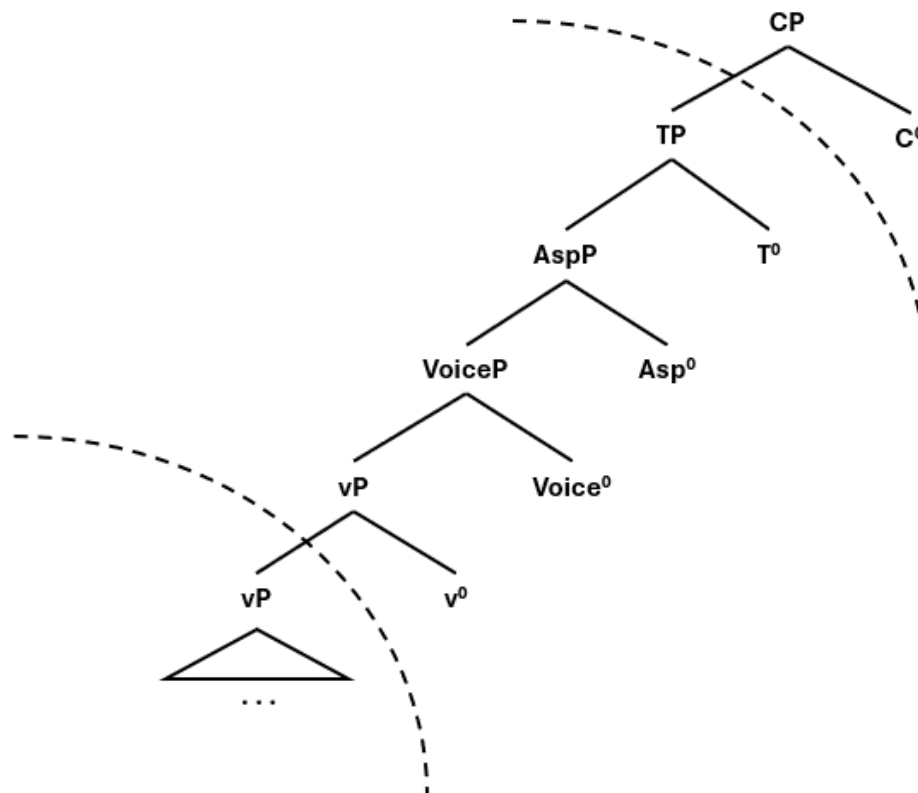 CP
TP C⁰
AspP T⁰
VoiceP Asp⁰
vP Voice⁰
vP v⁰
...